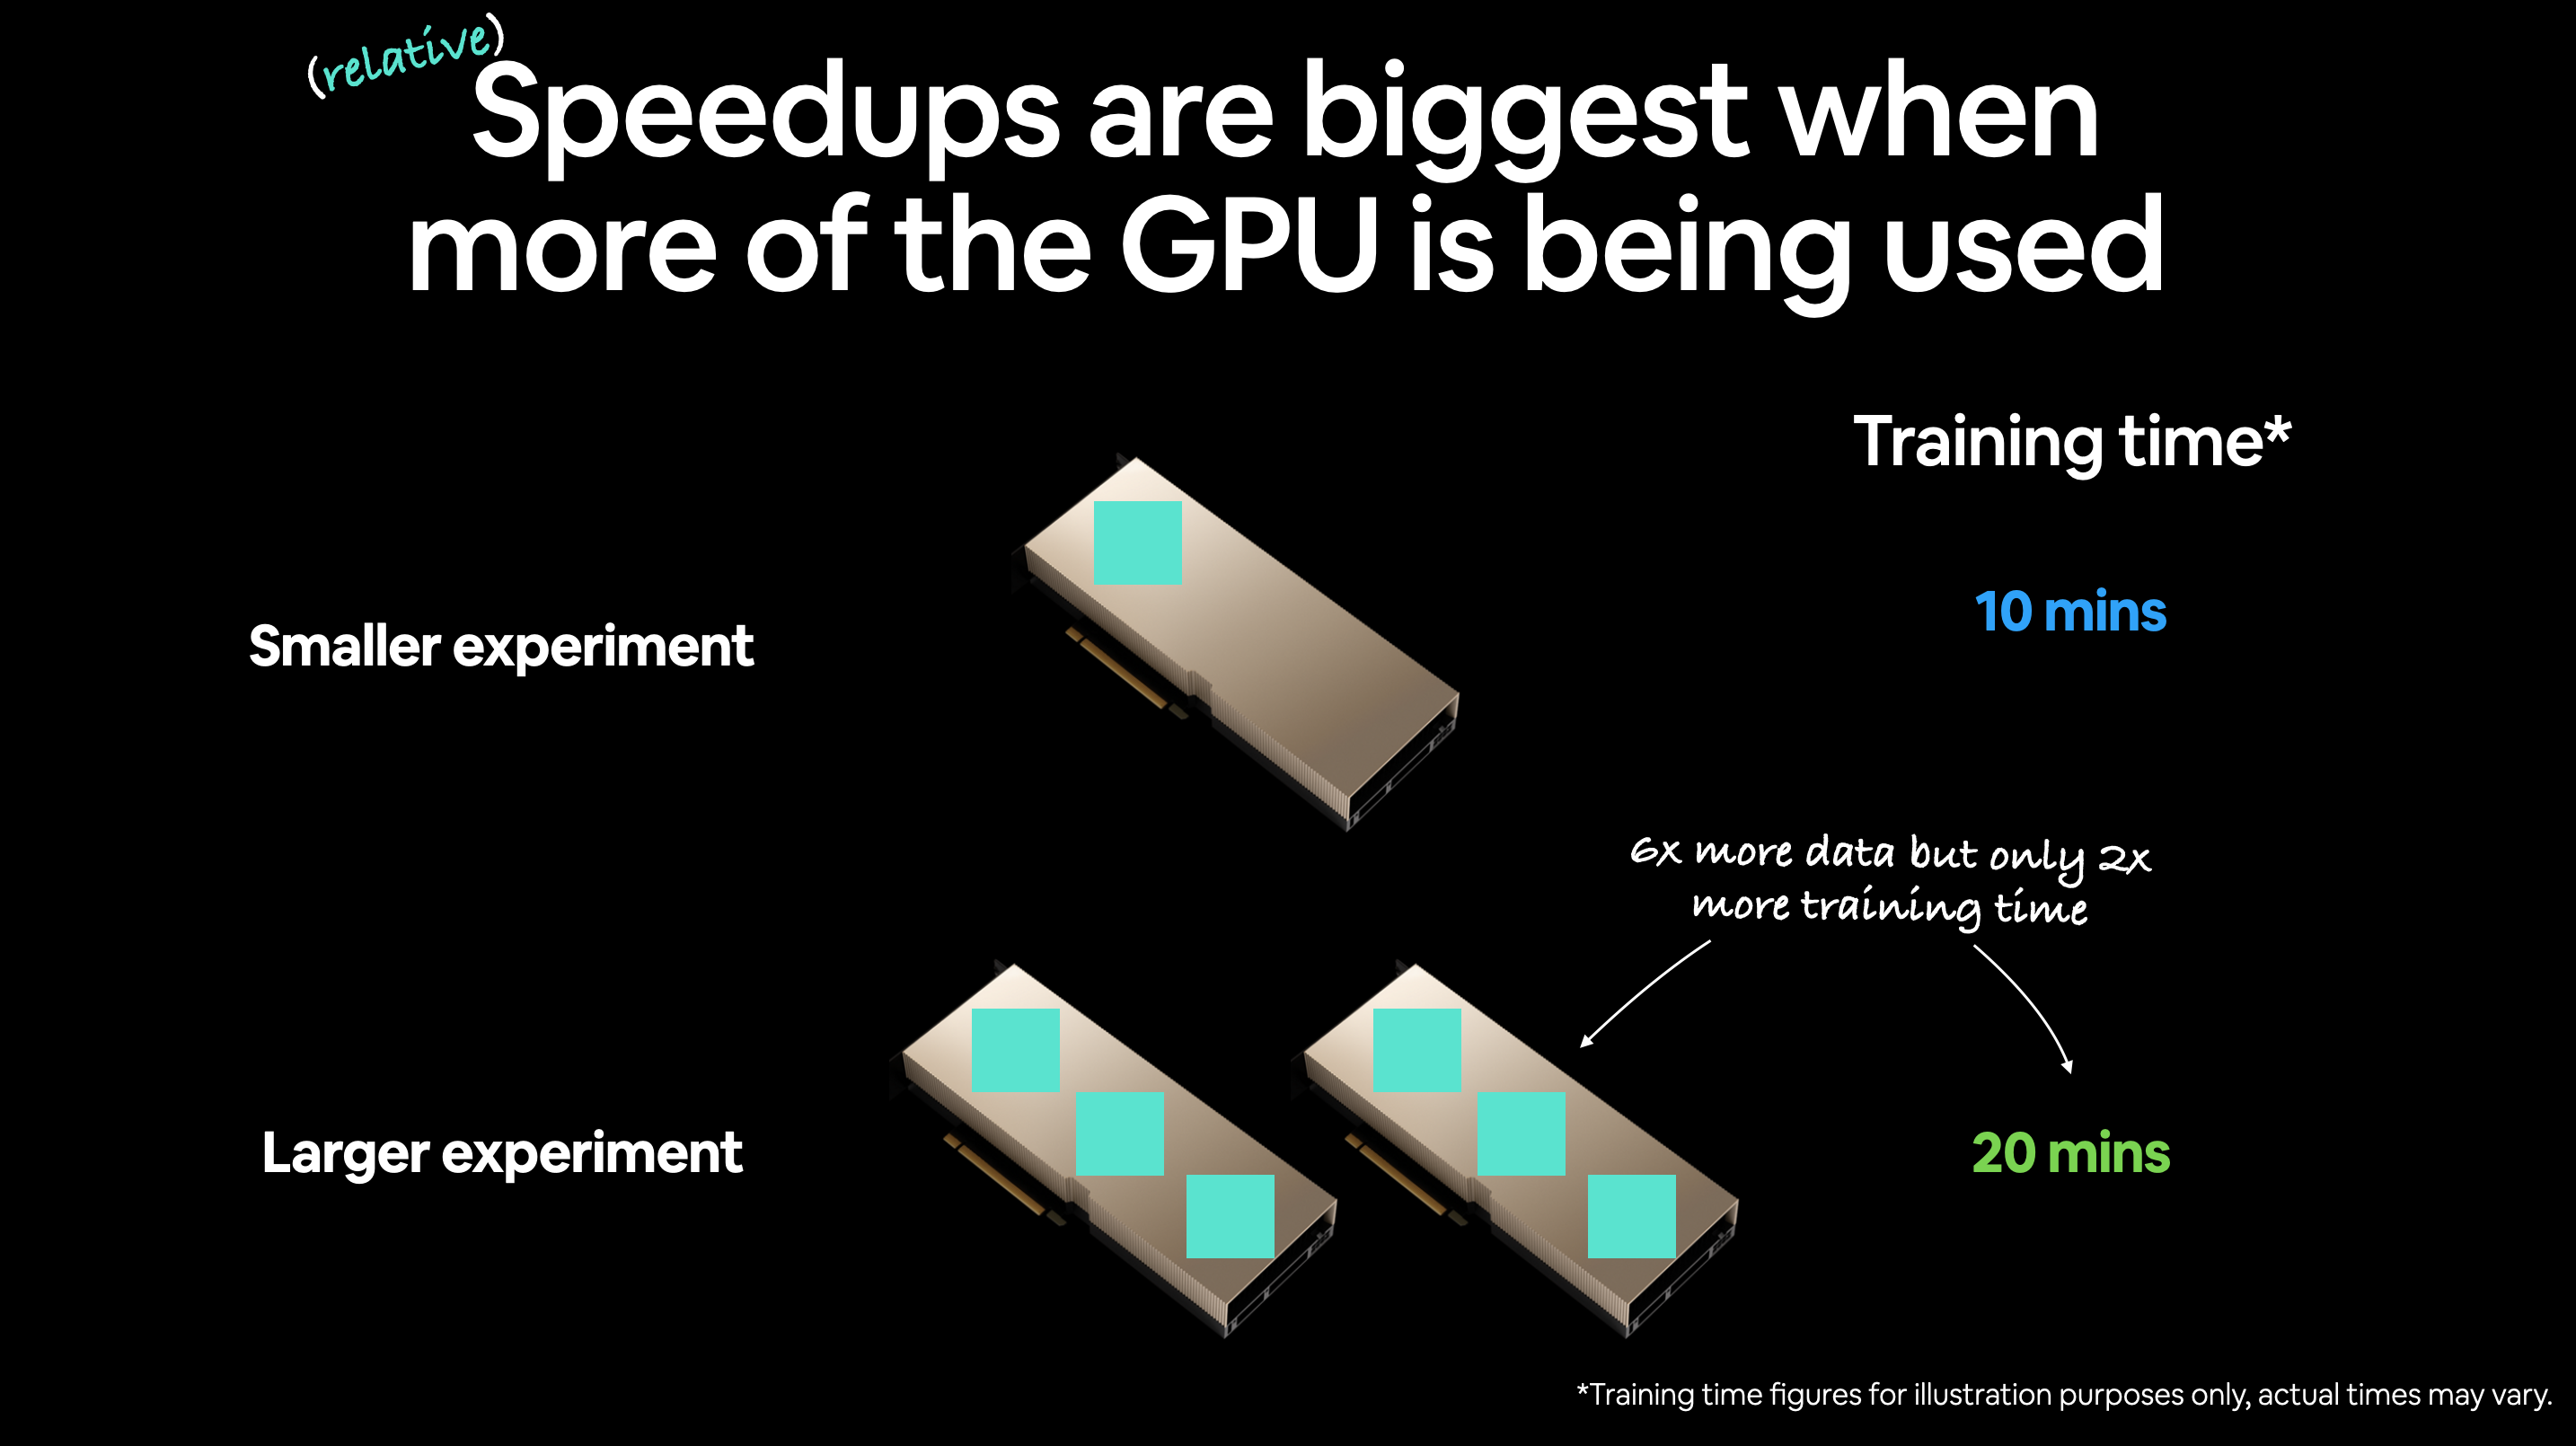 (relative)
Speedups are biggest when
more of the GPU is being used
Training time*
Smaller experiment
10 mins
6x more data but only 2x
more training time
Larger experiment
20 mins
*Training time figures for illustration purposes only, actual times may vary.